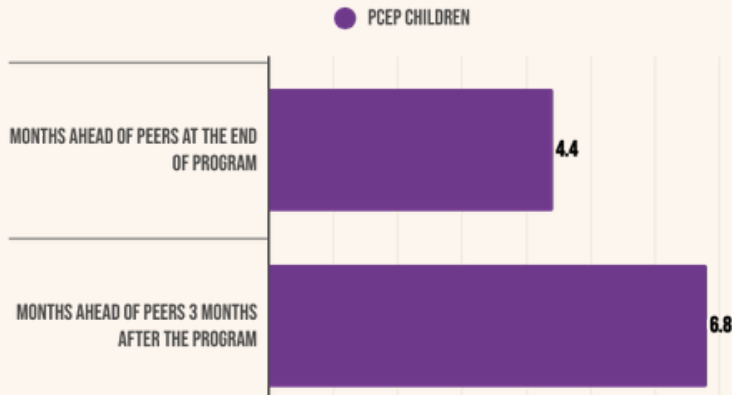 PCEP CHILDREN
MONTHS AHEAD OF PEERS AT THE END
OF PROGRAM
4.4
MONTHS AHEAD OF PEERS 3 MONTHS
AFTER THE PROGRAM
6.8